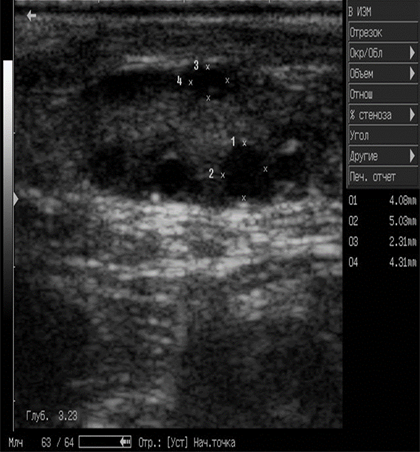 В ИЗМ
Отрезок
Окр/Обл
Объем
Отнош
% стеноза
Угол
Другие
Печ. отчет
3
4
1
2
01 4.08mm
02 5.03mm
03 2.31mm
04 4.31mm
Глуб. 3.23
Млч 63 / 64 Отр.: [Уст] Нач.точка